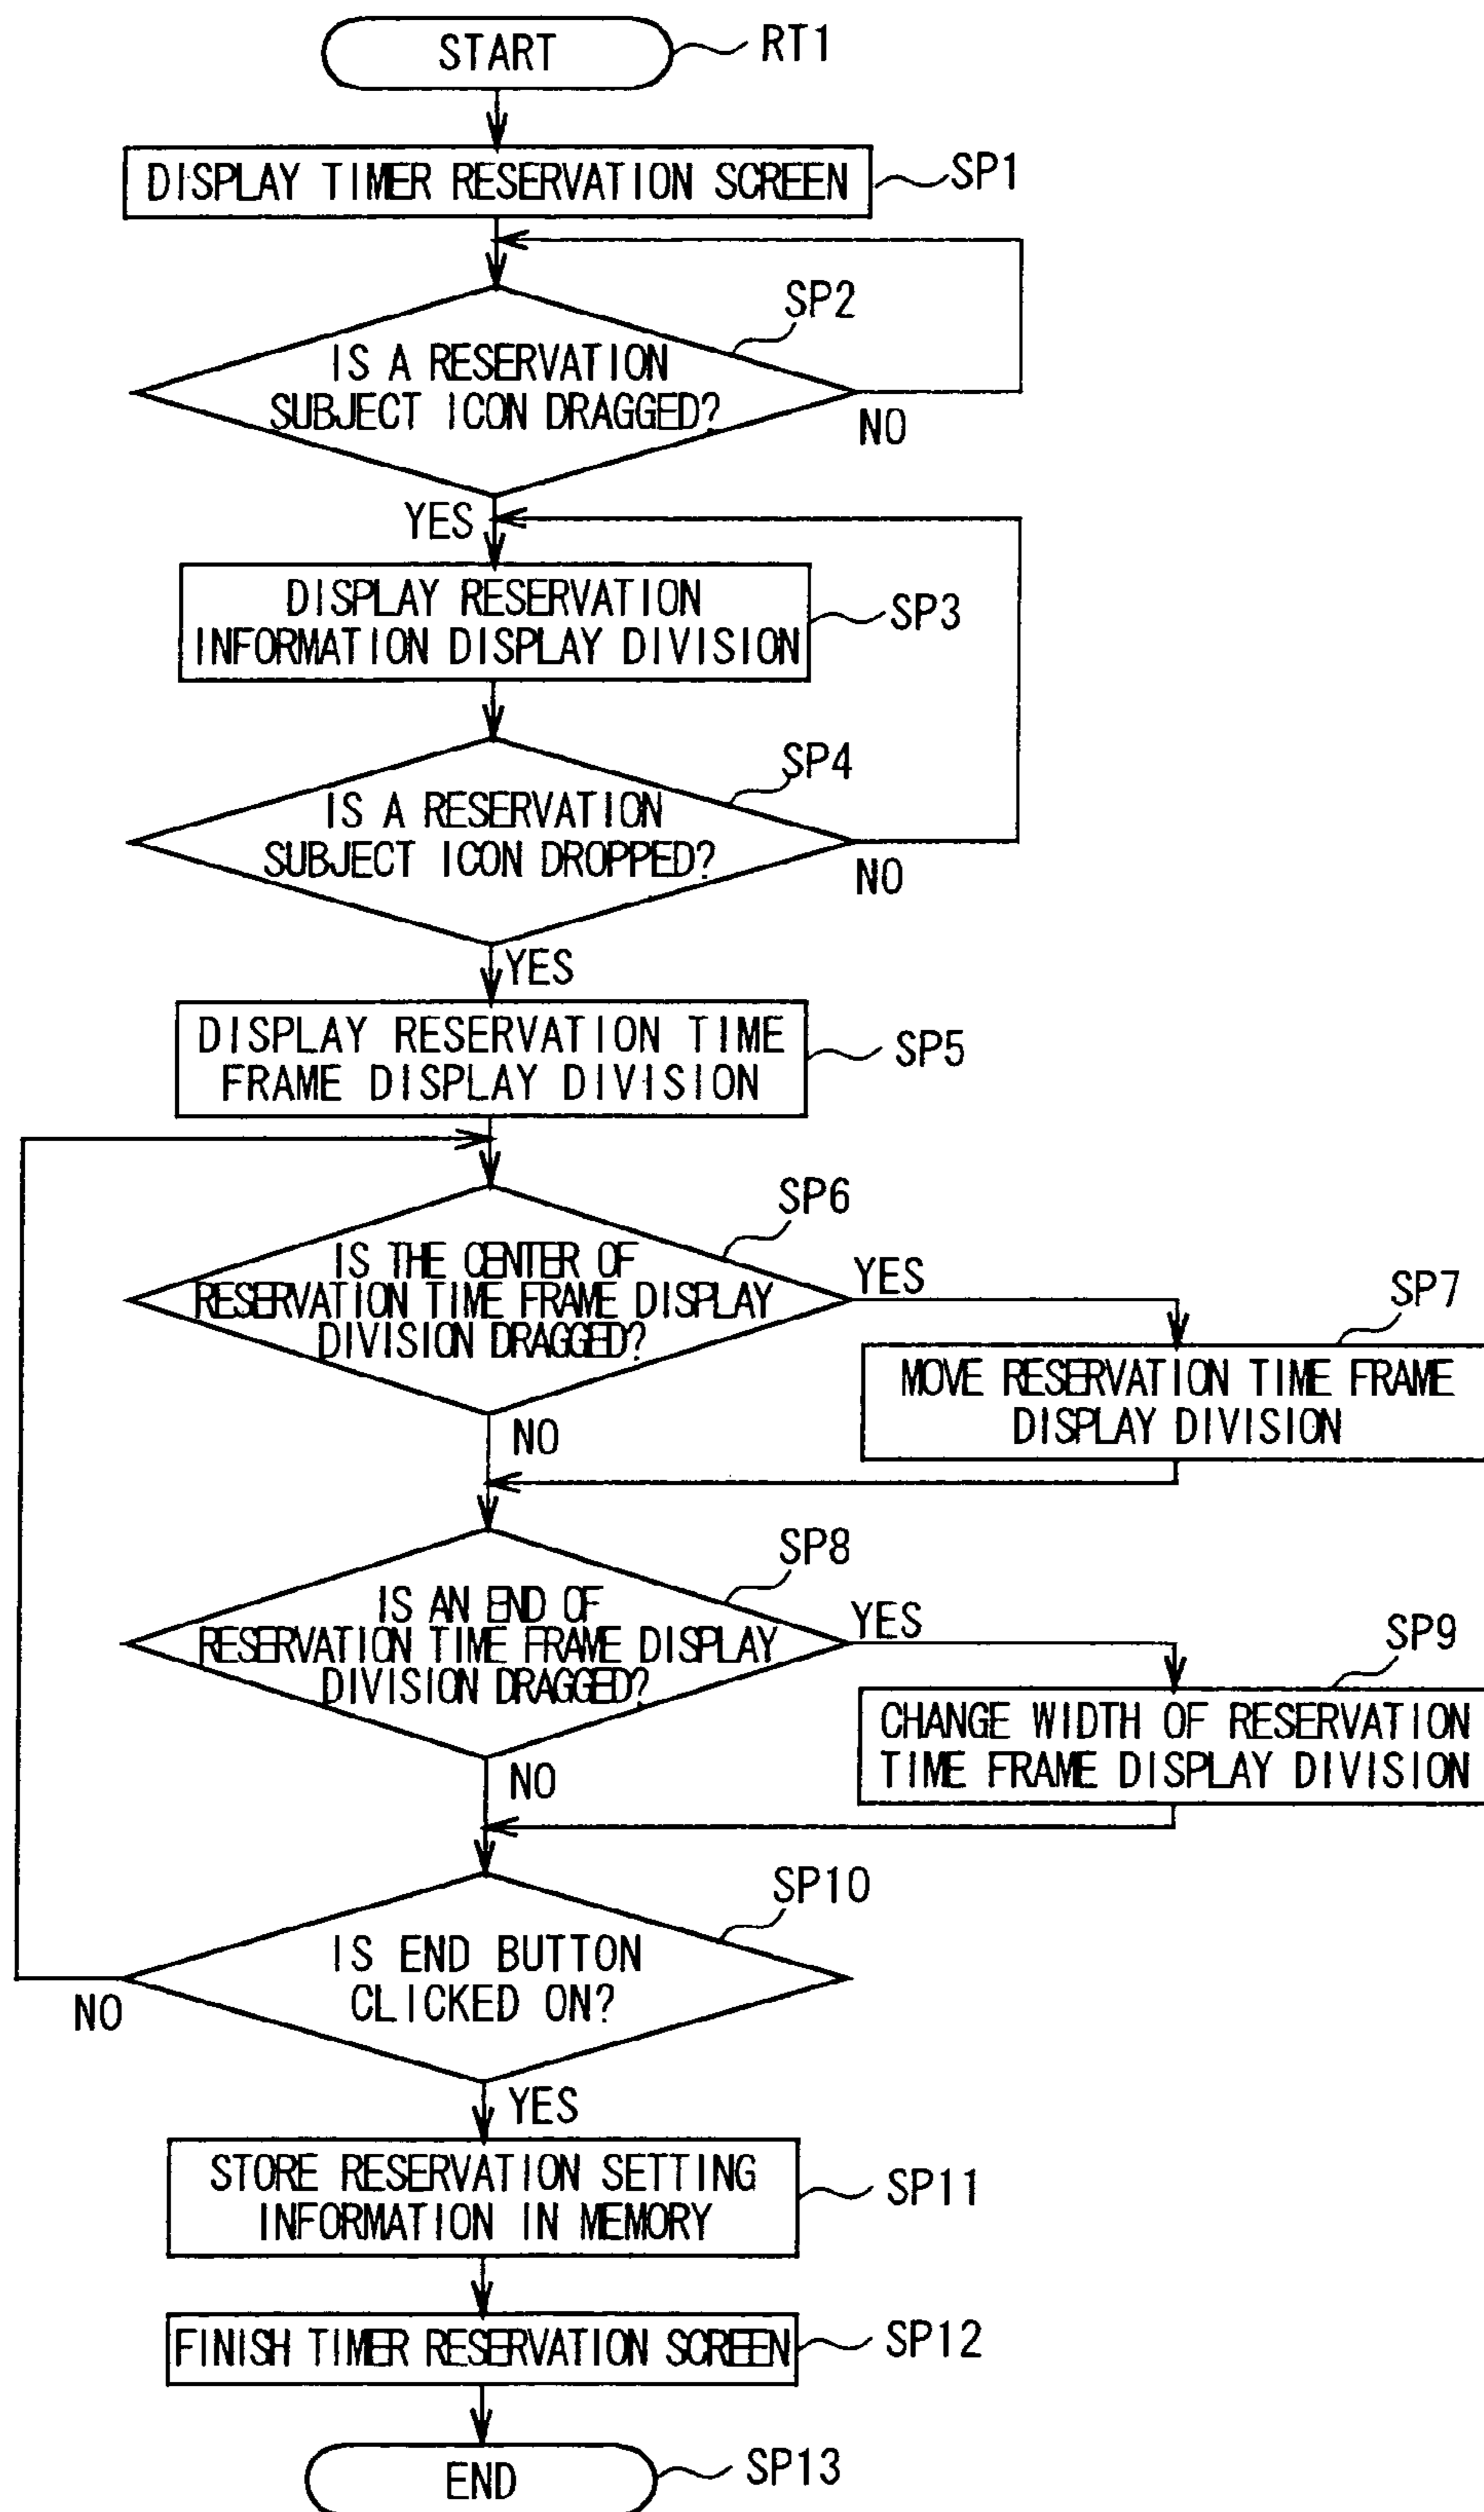 START
RT1
DISPLAY TIMER RESERVATION SCREEN
SP1
SP2
IS A RESERVATION
SUBJECT ICON DRAGGED?
NO
YES
DISPLAY RESERVATION
INFORMATION DISPLAY DIVISION
SP3
SP4
IS A RESERVATION
SUBJECT ICON DROPPED?
NO
YES
DISPLAY RESERVATION TIME
FRAME DISPLAY DIVISION
SP5
SP6
IS THE CENTER OF
RESERVATION TIME FRAME DISPLAY
DIVISION DRAGGED?
YES
SP7
MOVE RESERVATION TIME FRAME
DISPLAY DIVISION
NO
SP8
IS AN END OF
RESERVATION TIME FRAME DISPLAY
DIVISION DRAGGED?
YES
SP9
CHANGE WIDTH OF RESERVATION
TIME FRAME DISPLAY DIVISION
NO
SP10
IS END BUTTON
CLICKED ON?
NO
YES
STORE RESERVATION SETTING
INFORMATION IN MEMORY
SP11
FINISH TIMER RESERVATION SCREEN
SP12
END
SP13